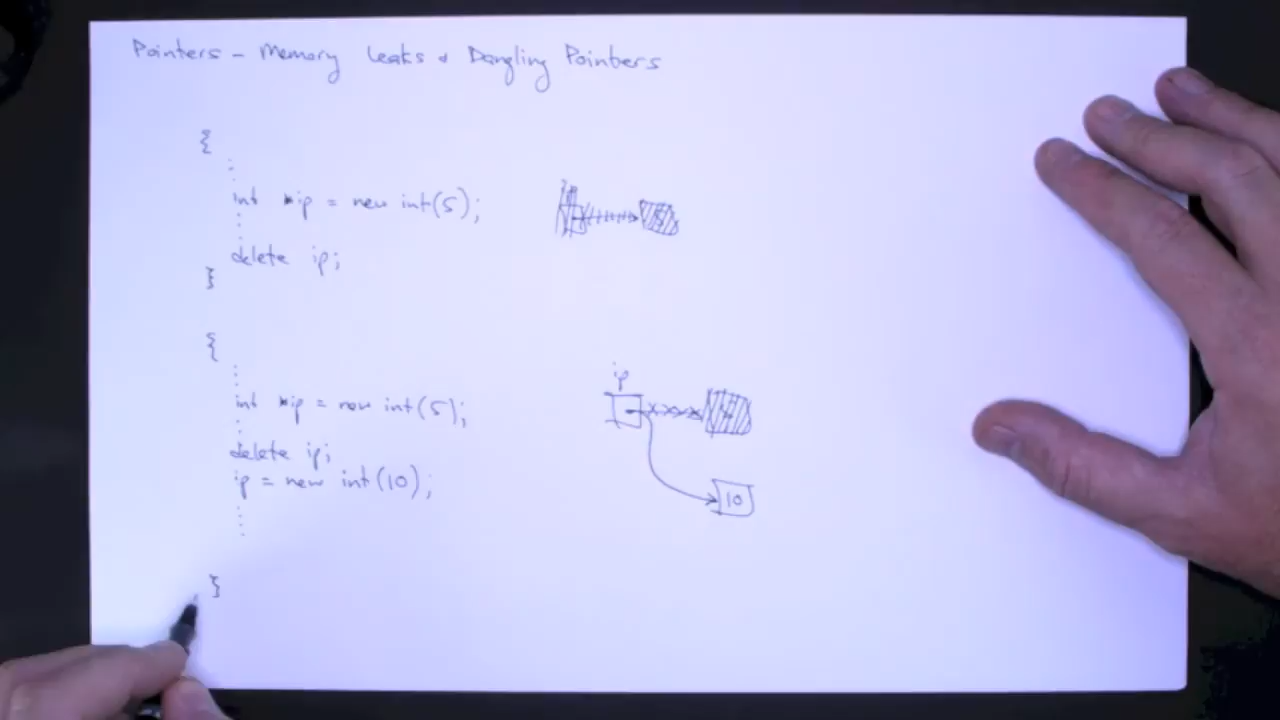 Pointers - Memory Leaks & Dangling Pointers
{
:
int *ip = new int(5);
:
delete ip;
}
{
:
int *ip = new int(5);
:
delete ip;
ip = new int(10);
:
}
ip
10